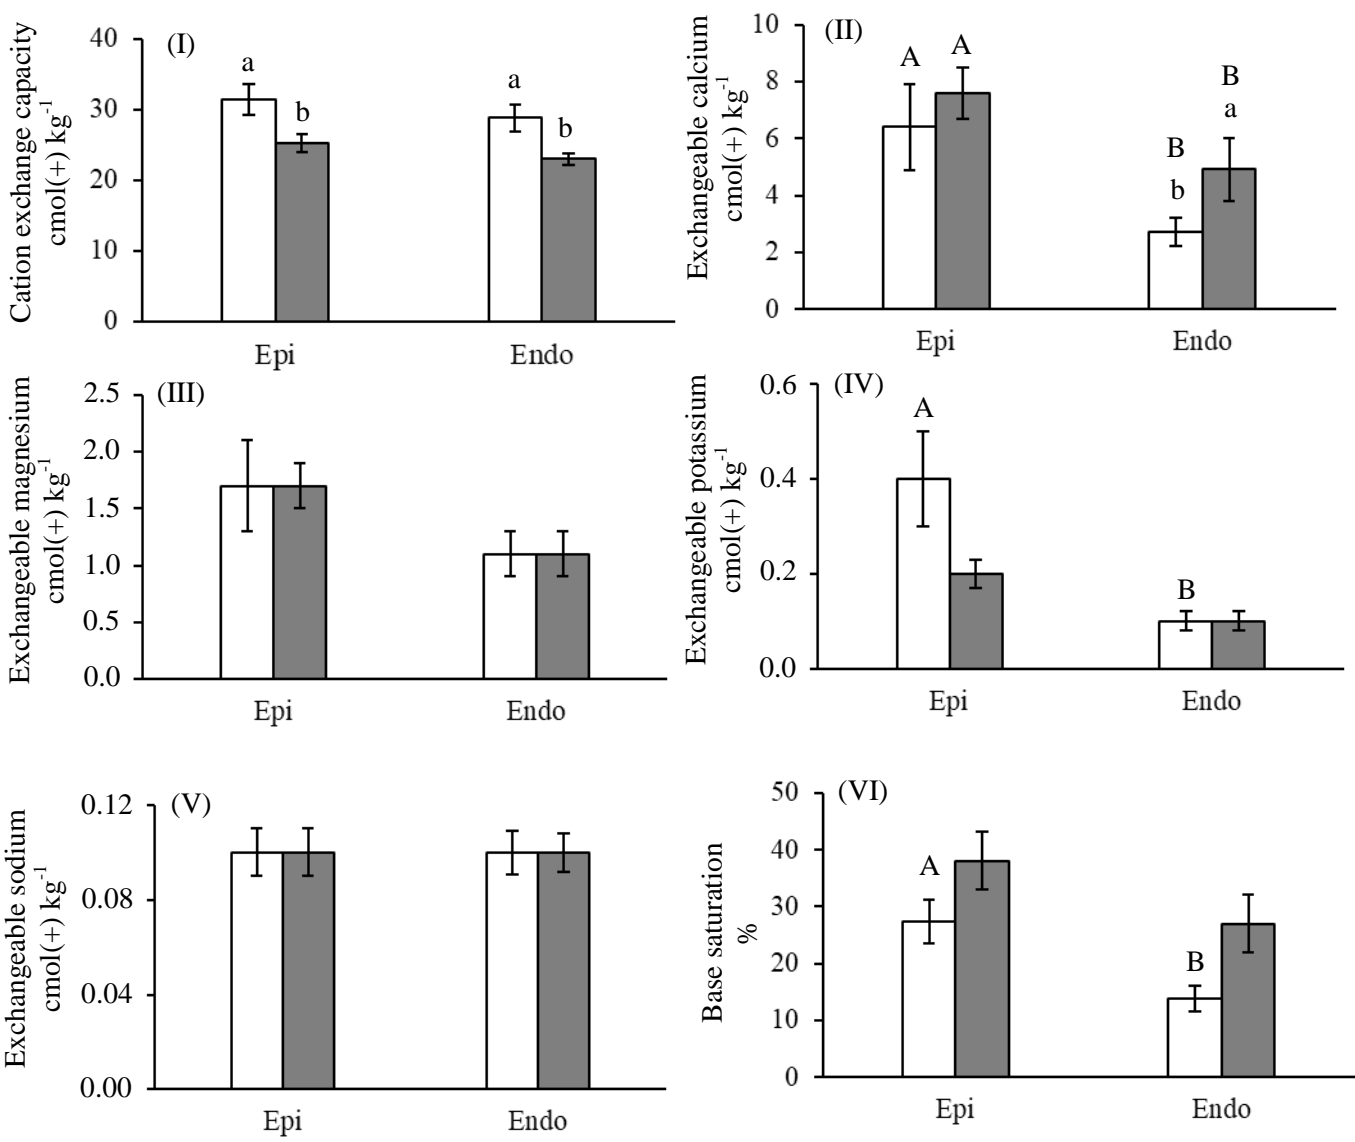 Cation exchange capacity
cmol(+) kg-1
(I)
40
30
20
10
0
a
b
a
b
Epi
Endo
Exchangeable calcium
cmol(+) kg-1
(II)
10
8
6
4
2
0
A
A
B
b
B
a
Epi
Endo
Exchangeable magnesium
cmol(+) kg-1
(III)
2.5
2.0
1.5
1.0
0.5
0.0
Epi
Endo
Exchangeable potassium
cmol(+) kg-1
(IV)
0.6
0.4
0.2
0.0
A
B
Epi
Endo
Exchangeable sodium
cmol(+) kg-1
(V)
0.12
0.08
0.04
0.00
Epi
Endo
Base saturation
%
(VI)
50
40
30
20
10
0
A
B
Epi
Endo